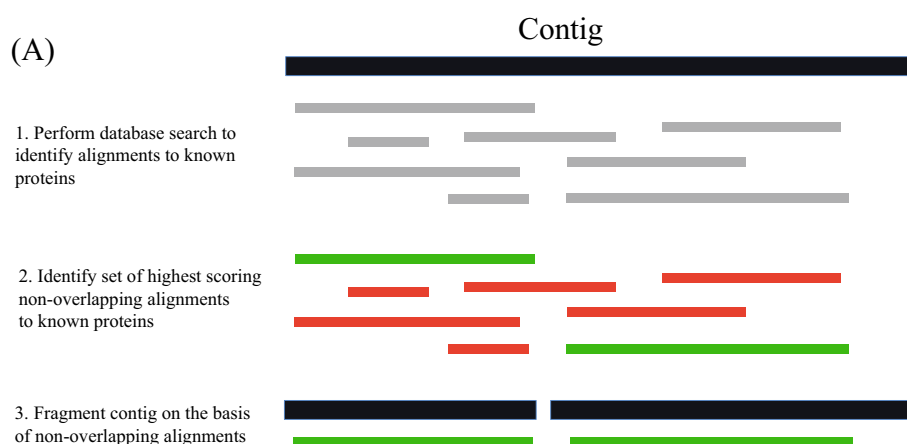 Contig
(A)
1. Perform database search to
identify alignments to known
proteins
2. Identify set of highest scoring
non-overlapping alignments
to known proteins
3. Fragment contig on the basis
of non-overlapping alignments